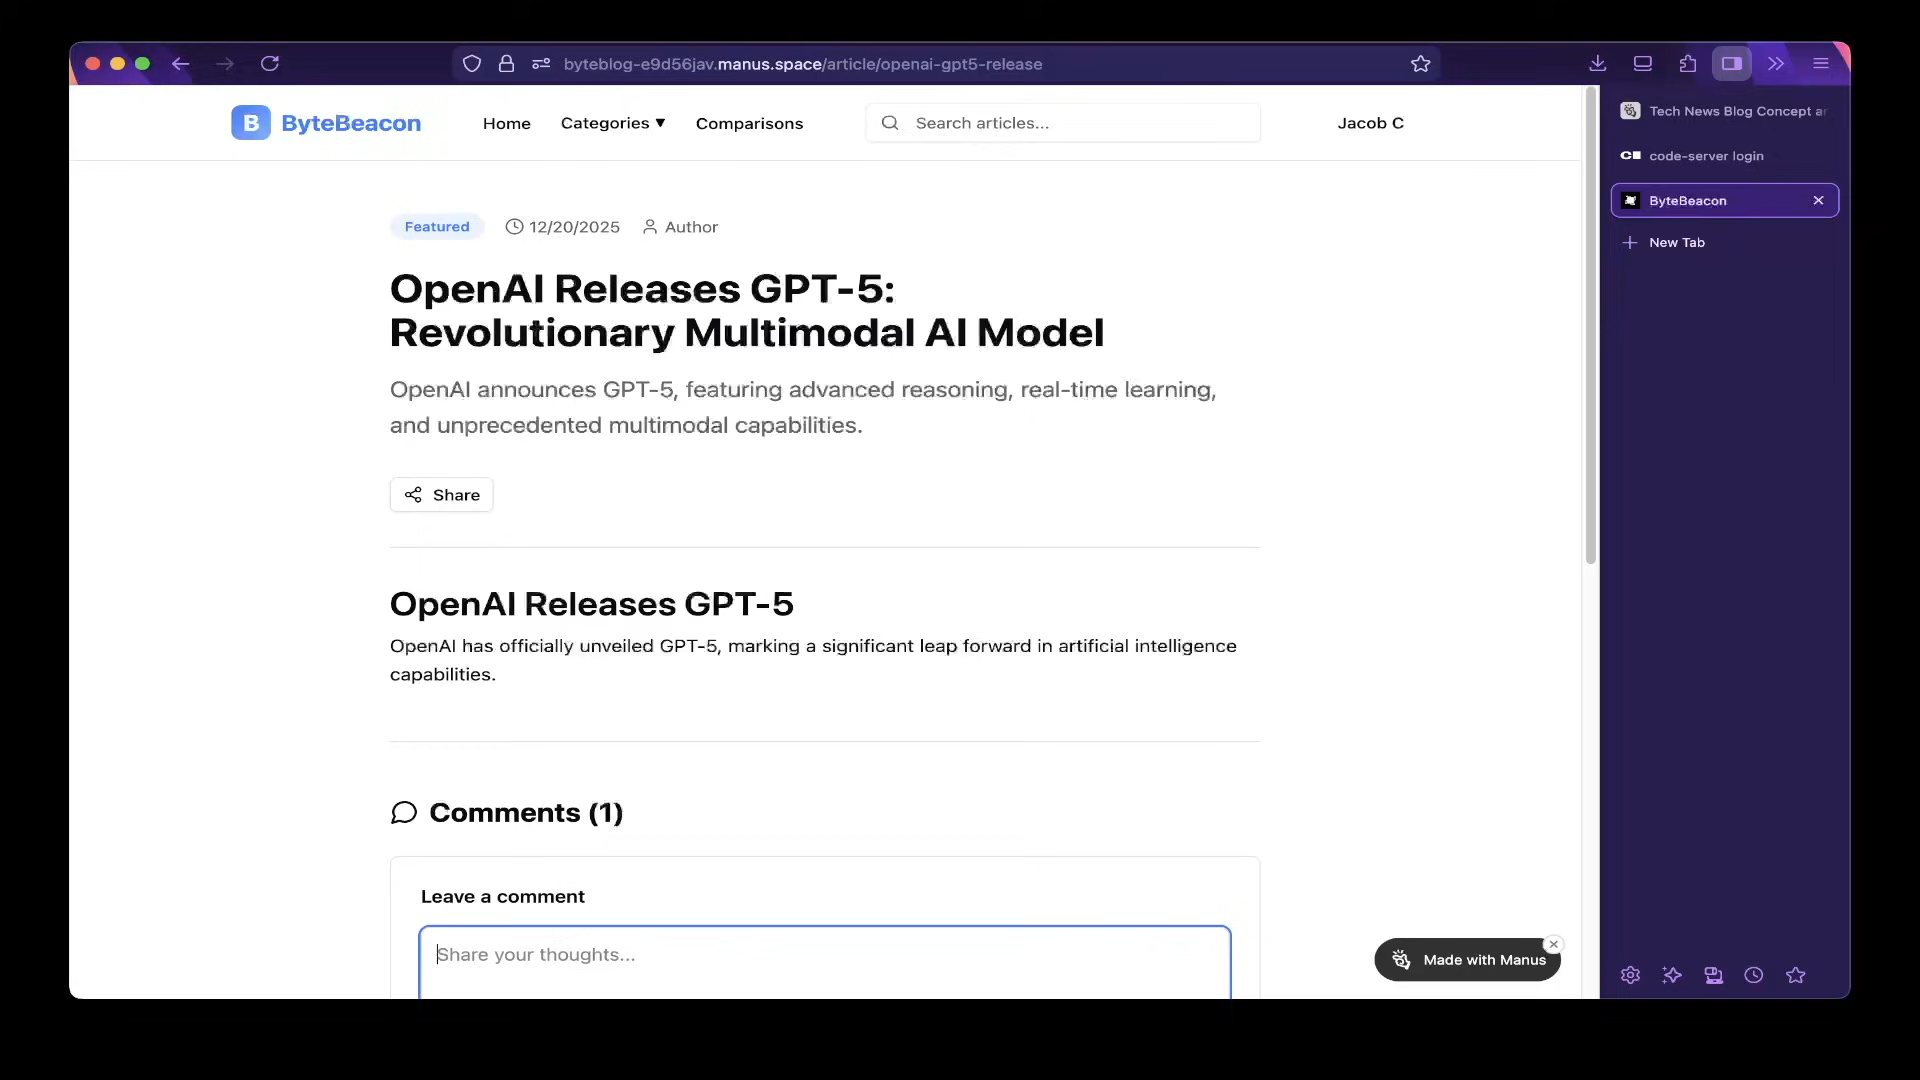 byteblog-e9d56jav.manus.space/article/openai-gpt5-release
B ByteBeacon
Home
Categories ▼
Comparisons
Search articles...
Jacob C
Featured
12/20/2025
Author
OpenAI Releases GPT-5:
Revolutionary Multimodal AI Model
OpenAI announces GPT-5, featuring advanced reasoning, real-time learning,
and unprecedented multimodal capabilities.
Share
OpenAI Releases GPT-5
OpenAI has officially unveiled GPT-5, marking a significant leap forward in artificial intelligence
capabilities.
Comments (1)
Leave a comment
Share your thoughts...
Made with Manus
Tech News Blog Concept
code-server login
ByteBeacon
New Tab